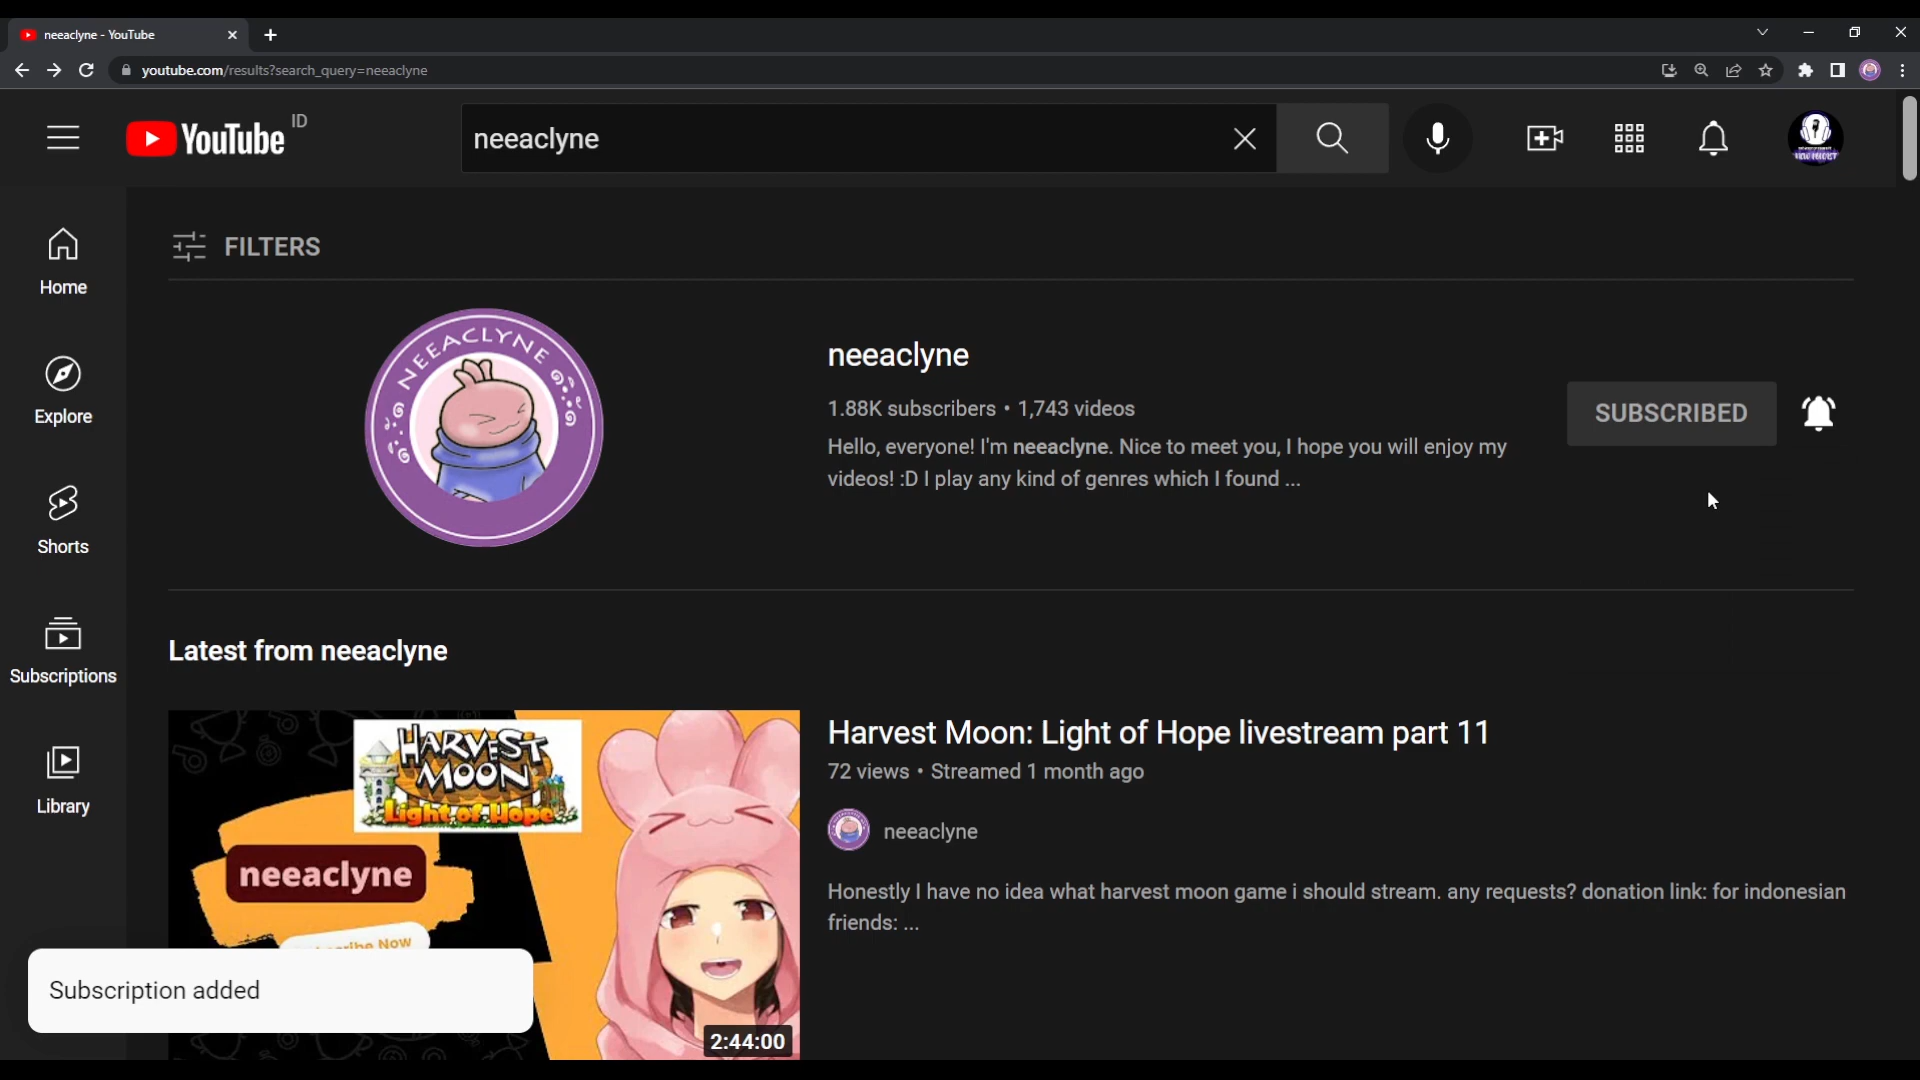 neeaclyne - YouTube
youtube.com/results?search_query=neeaclyne
YouTube ID
neeaclyne
FILTERS
Home
Explore
Shorts
Subscriptions
Library
NEEACLYNE
neeaclyne
1.88K subscribers • 1,743 videos
Hello, everyone! I'm neeaclyne. Nice to meet you, I hope you will enjoy my
videos! :D I play any kind of genres which I found ...
SUBSCRIBED
Latest from neeaclyne
HARVEST
MOON
Light of Hope
neeaclyne
Now
2:44:00
Harvest Moon: Light of Hope livestream part 11
72 views • Streamed 1 month ago
neeaclyne
Honestly I have no idea what harvest moon game i should stream. any requests? donation link: for indonesian
friends: ...
Subscription added